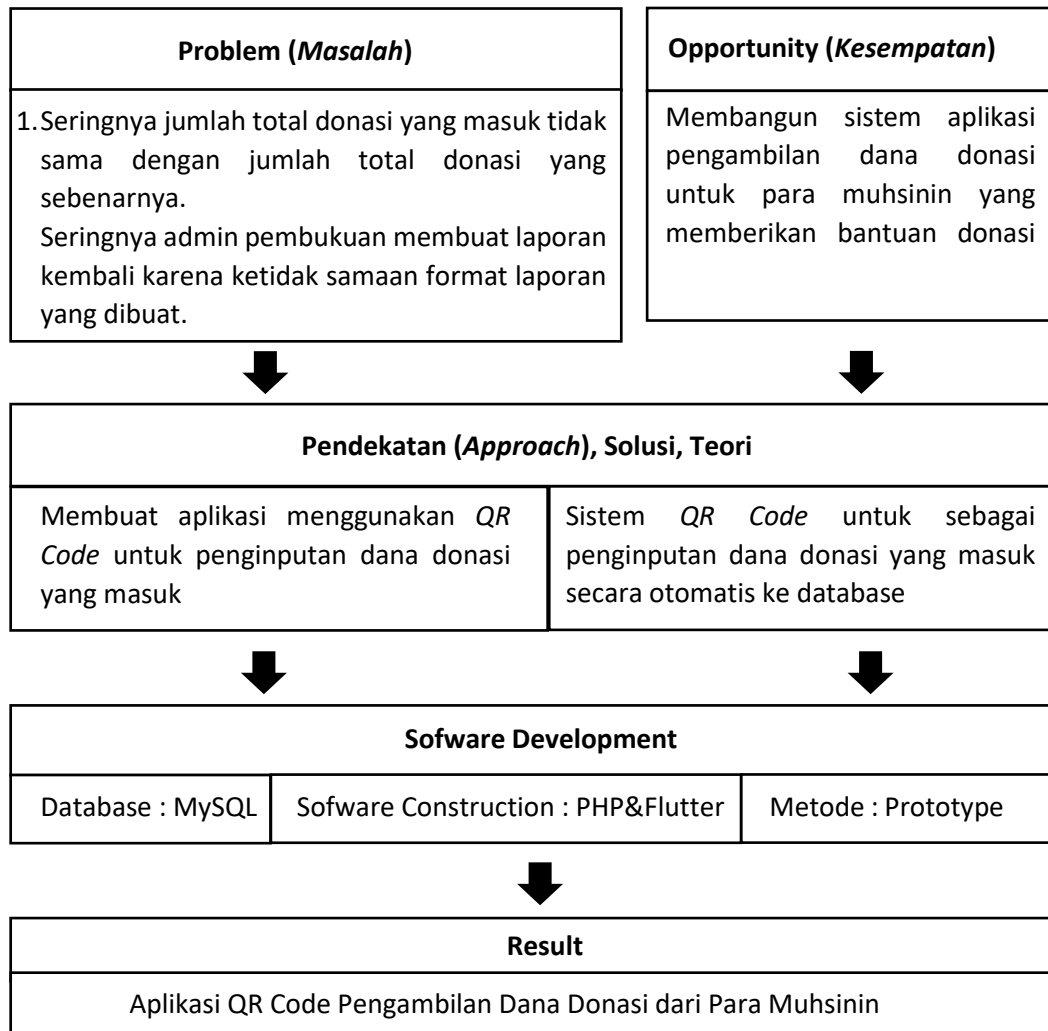 Problem (Masalah)
1. Seringnya jumlah total donasi yang masuk tidak
sama dengan jumlah total donasi yang
sebenarnya.
Seringnya admin pembukuan membuat laporan
kembali karena ketidak samaan format laporan
yang dibuat.
Opportunity (Kesempatan)
Membangun sistem aplikasi
pengambilan dana donasi
untuk para muhsinin yang
memberikan bantuan donasi
Pendekatan (Approach), Solusi, Teori
Membuat aplikasi menggunakan QR
Code untuk penginputan dana donasi
yang masuk
Sistem QR Code untuk sebagai
penginputan dana donasi yang masuk
secara otomatis ke database
Sofware Development
Database : MySQL
Sofware Construction : PHP&Flutter
Metode : Prototype
Result
Aplikasi QR Code Pengambilan Dana Donasi dari Para Muhsinin